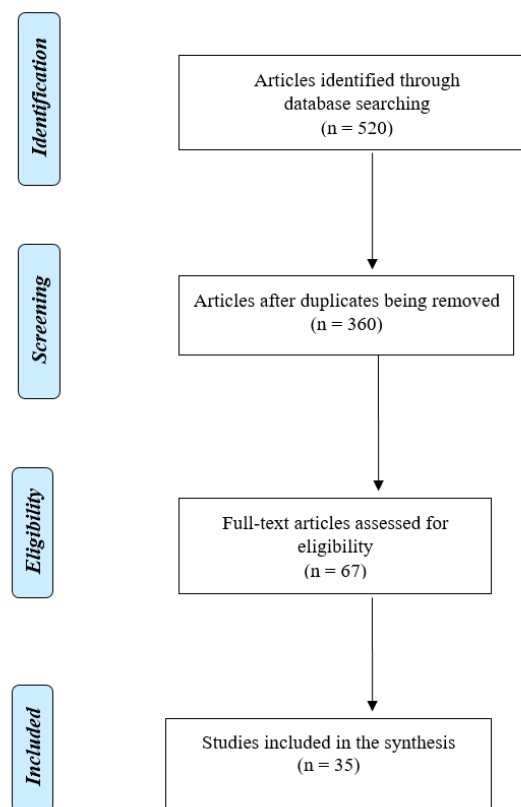 Identification
Articles identified through
database searching
(n = 520)
Screening
Articles after duplicates being removed
(n = 360)
Eligibility
Full-text articles assessed for
eligibility
(n = 67)
Included
Studies included in the synthesis
(n = 35)